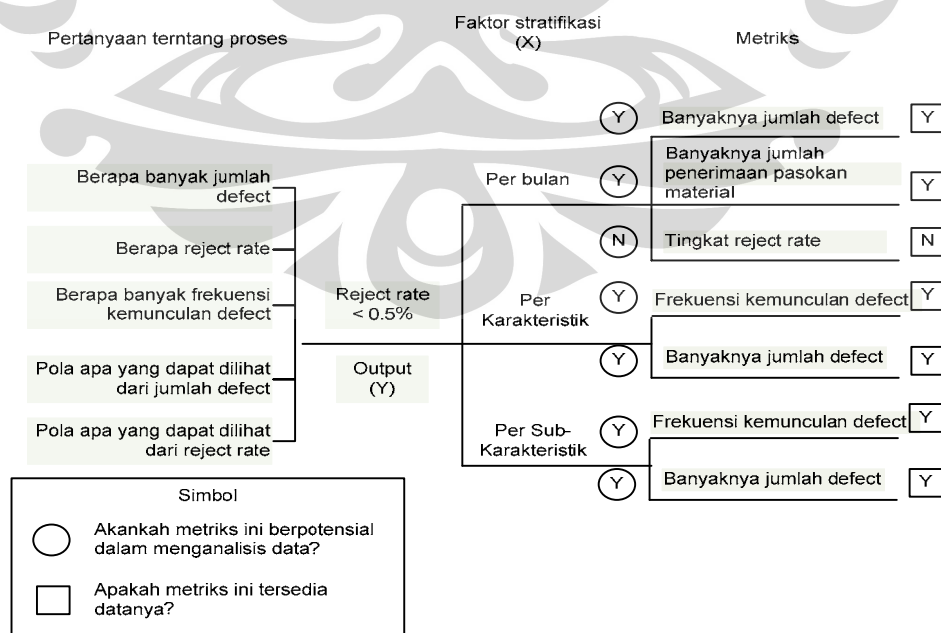 Pertanyaan terntang proses
Faktor stratifikasi
(X)
Metriks
Berapa banyak jumlah
defect
Berapa reject rate
Berapa banyak frekuensi
kemunculan defect
Pola apa yang dapat dilihat
dari jumlah defect
Pola apa yang dapat dilihat
dari reject rate
Reject rate
< 0.5%
Output
(Y)
Per bulan
Y Banyaknya jumlah defect Y
Y Banyaknya jumlah
penerimaan pasokan
material Y
N Tingkat reject rate N
Per
Karakteristik
Y Frekuensi kemunculan defect Y
Y Banyaknya jumlah defect Y
Per Sub-
Karakteristik
Y Frekuensi kemunculan defect Y
Y Banyaknya jumlah defect Y
Simbol
Akankah metriks ini berpotensial
dalam menganalisis data?
Apakah metriks ini tersedia
datanya?